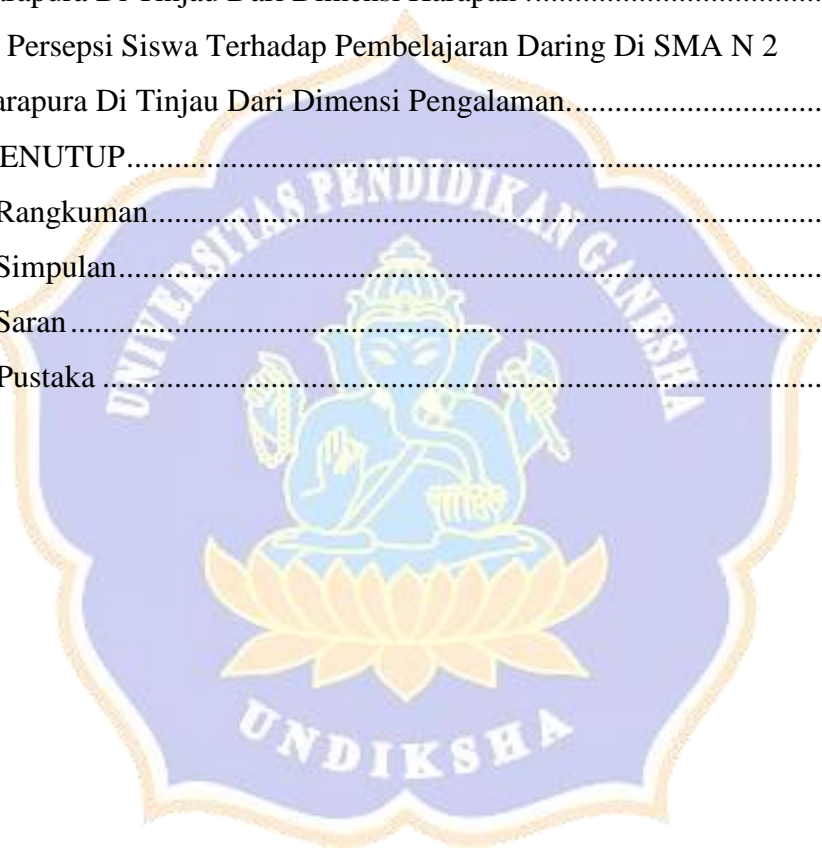 arapura Di Tinjau Dari Dimensi Harapan ........................................
Persepsi Siswa Terhadap Pembelajaran Daring Di SMA N 2
arapura Di Tinjau Dari Dimensi Pengalaman..................................
ENUTUP.........................................................................................
Rangkuman......................................................................................
Simpulan..........................................................................................
Saran................................................................................................
Pustaka ............................................................................................
UNIVERSITAS PENDIDIKAN GANESHA
UNDIKSHA